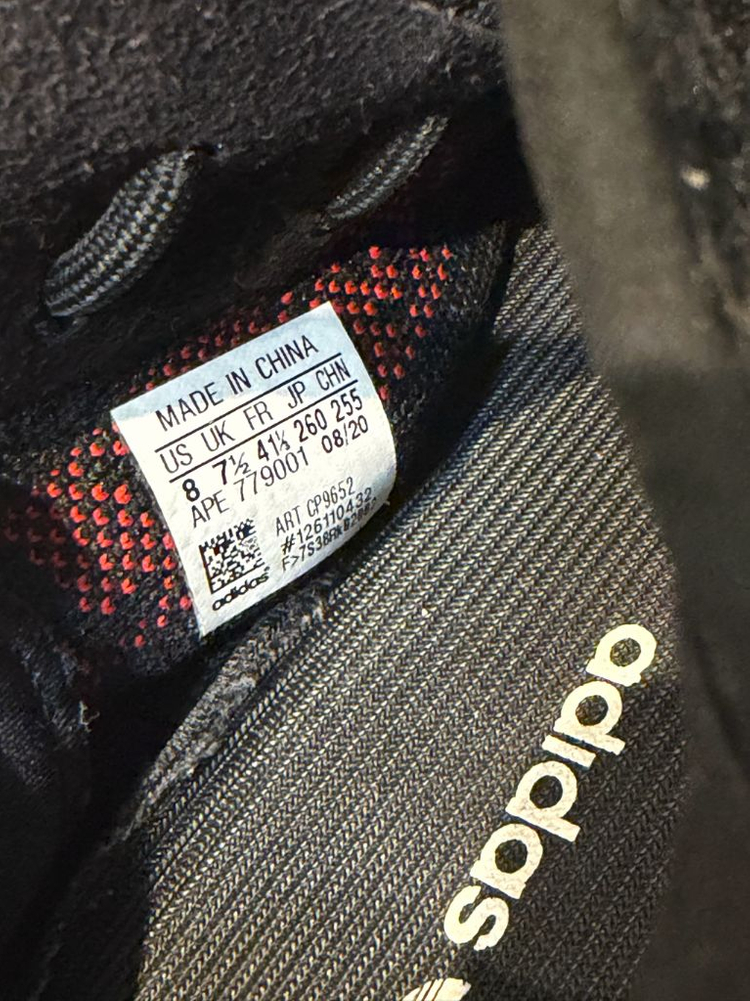 MADE IN CHINA
US UK FR JP CHN
8 7½ 41⅓ 260 255
APE 779001 08/20
ART CP9652
#126110432
adidas
adidas